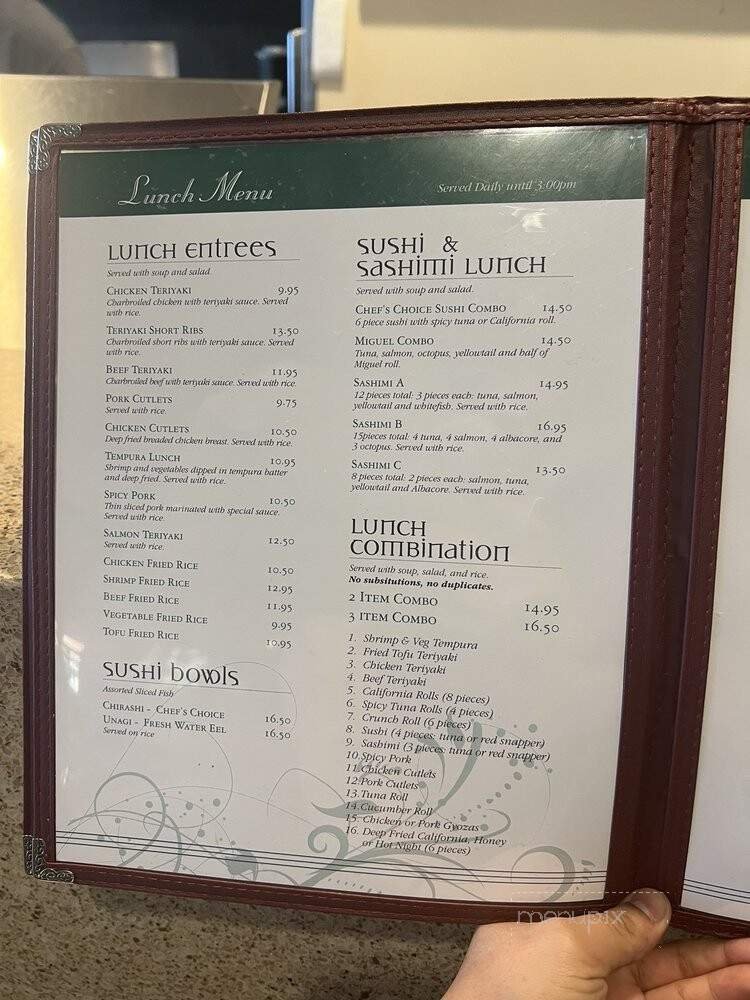 Lunch Menu
Served Daily until 3:00pm
Lunch Entrees
Served with soup and salad.
Chicken Teriyaki 9.95
Charbroiled chicken with teriyaki sauce. Served
with rice.
Teriyaki Short Ribs 13.50
Charbroiled short ribs with teriyaki sauce. Served
with rice.
Beef Teriyaki 11.95
Charbroiled beef with teriyaki sauce. Served with rice.
Pork Cutlets 9.75
Served with rice.
Chicken Cutlets 10.50
Deep fried breaded chicken breast. Served with rice.
Tempura Lunch 10.95
Shrimp and vegetables dipped in tempura batter
and deep fried. Served with rice.
Spicy Pork 10.50
Thin sliced pork marinated with special sauce.
Served with rice.
Salmon Teriyaki 12.50
Served with rice.
Chicken Fried Rice 10.50
Shrimp Fried Rice 12.95
Beef Fried Rice 11.95
Vegetable Fried Rice 9.95
Tofu Fried Rice 10.95
Sushi Bowls
Assorted Sliced Fish
Chirashi - Chef's Choice 16.50
Unagi - Fresh Water Eel 16.50
Served on rice
Sushi &
Sashimi Lunch
Served with soup and salad.
Chef's Choice Sushi Combo 14.50
6 piece sushi with spicy tuna or California roll.
Miguel Combo 14.50
Tuna, salmon, octopus, yellowtail and half of
Miguel roll.
Sashimi A 14.95
12 pieces total: 3 pieces each: tuna, salmon,
yellowtail and whitefish. Served with rice.
Sashimi B 16.95
15pieces total: 4 tuna, 4 salmon, 4 albacore, and
3 octopus. Served with rice.
Sashimi C 13.50
8 pieces total: 2 pieces each: salmon, tuna,
yellowtail and Albacore. Served with rice.
Lunch
Combination
Served with soup, salad, and rice.
No subsitutions, no duplicates.
2 Item Combo 14.95
3 Item Combo 16.50
1. Shrimp & Veg Tempura
2. Fried Tofu Teriyaki
3. Chicken Teriyaki
4. Beef Teriyaki
5. California Rolls (8 pieces)
6. Spicy Tuna Rolls (4 pieces)
7. Crunch Roll (6 pieces)
8. Sushi (4 pieces: tuna or red snapper)
9. Sashimi (3 pieces: tuna or red snapper)
10.Spicy Pork
11.Chicken Cutlets
12.Pork Cutlets
13.Tuna Roll
14.Cucumber Roll
15. Chicken or Pork Gyozas
16. Deep Fried California, Honey
or Hot Night (6 pieces)
menupix